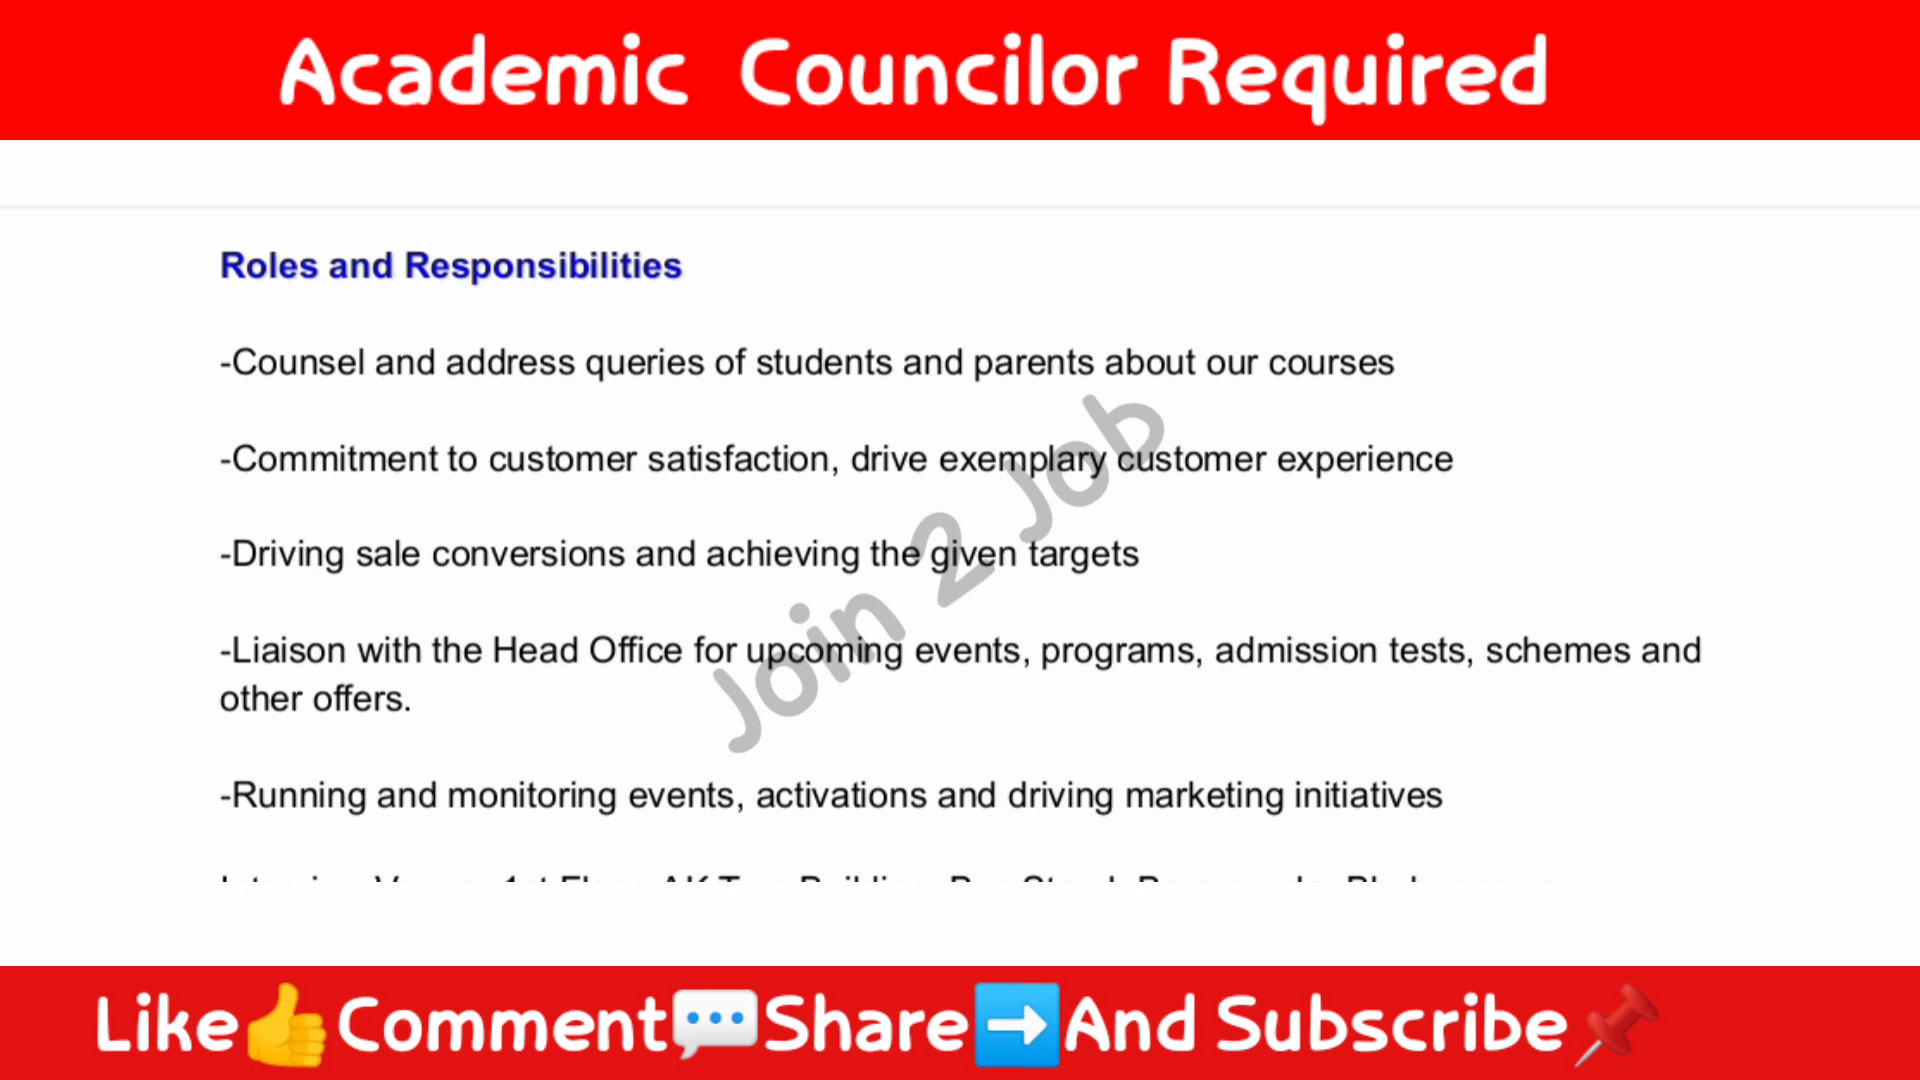 Academic Councilor Required
Roles and Responsibilities
-Counsel and address queries of students and parents about our courses
-Commitment to customer satisfaction, drive exemplary customer experience
-Driving sale conversions and achieving the given targets
-Liaison with the Head Office for upcoming events, programs, admission tests, schemes and
other offers.
-Running and monitoring events, activations and driving marketing initiatives
Join 2 Job
Like👍Comment💬Share➡️And Subscribe📌